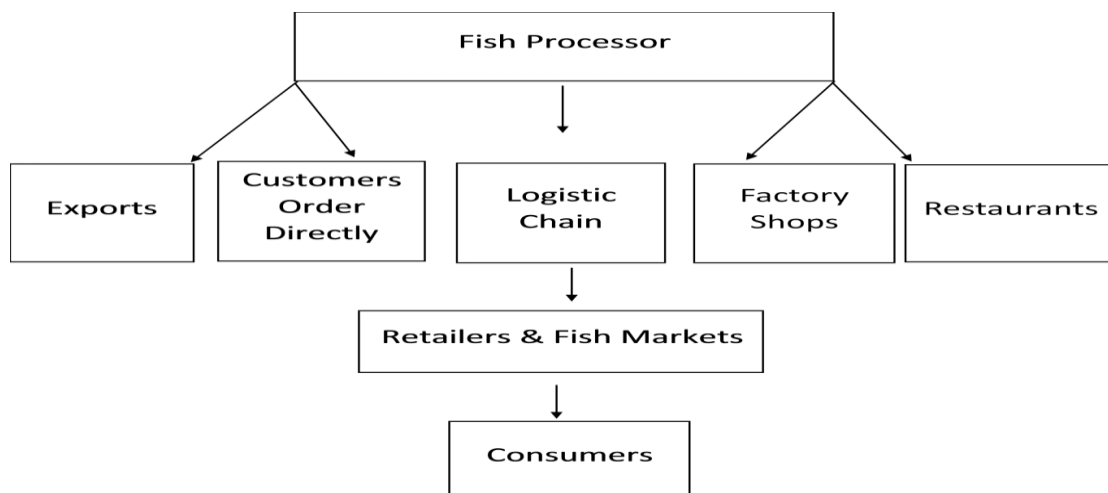 Fish Processor
Exports
Customers
Order
Directly
Logistic
Chain
Factory
Shops
Restaurants
Retailers & Fish Markets
Consumers